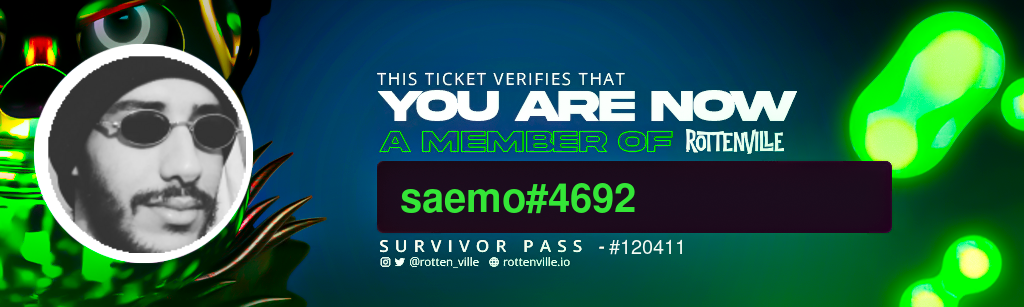 THIS TICKET VERIFIES THAT
YOU ARE NOW
A MEMBER OF ROTTENVILLE
saemo#4692
SURVIVOR PASS - #120411
@rotten_ville rottenville.io